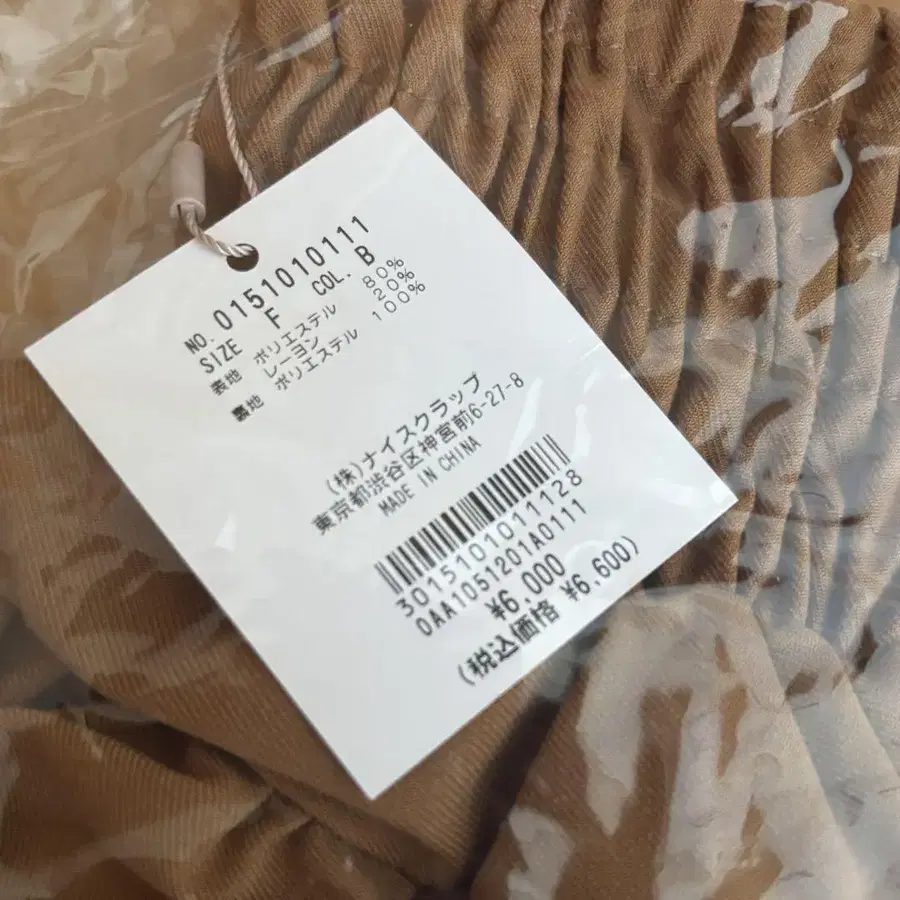 NO. 0151010111
SIZE F COL. B
表地 ポリエステル 80%
レーヨン 20%
裏地 ポリエステル 100%
(株)ナイスクラップ
東京都渋谷区神宮前6-27-8
MADE IN CHINA
3015101011128
0AA1051201A0111
¥6,000
(税込価格 ¥6,600)